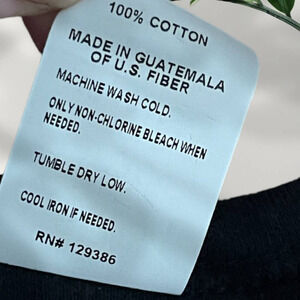 100% COTTON
MADE IN GUATEMALA
OF U.S. FIBER
MACHINE WASH COLD.
ONLY NON-CHLORINE BLEACH WHEN
NEEDED.
TUMBLE DRY LOW.
COOL IRON IF NEEDED.
RN# 129386